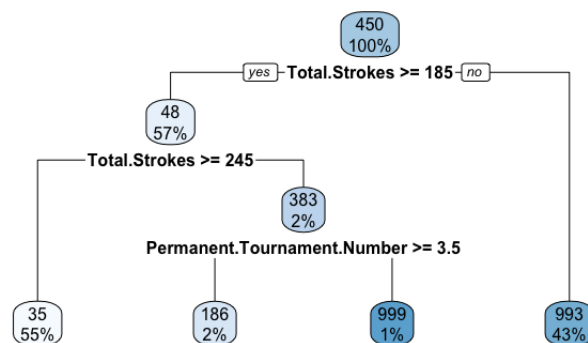 450
100%
yes Total.Strokes >= 185 no
48
57%
Total.Strokes >= 245
383
2%
Permanent.Tournament.Number >= 3.5
35 186 999 993
55% 2% 1% 43%